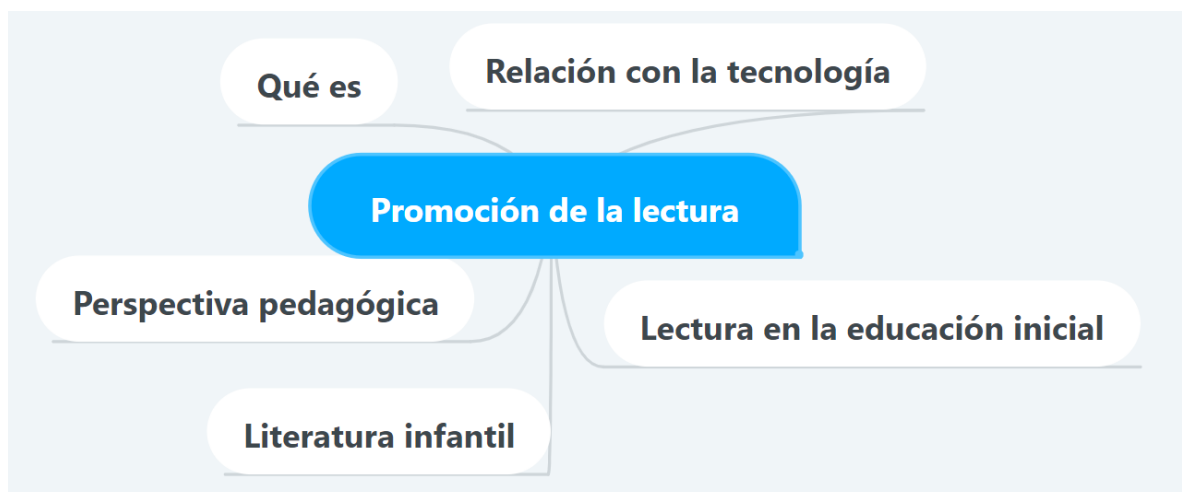 Qué es
Relación con la tecnología
Promoción de la lectura
Perspectiva pedagógica
Lectura en la educación inicial
Literatura infantil